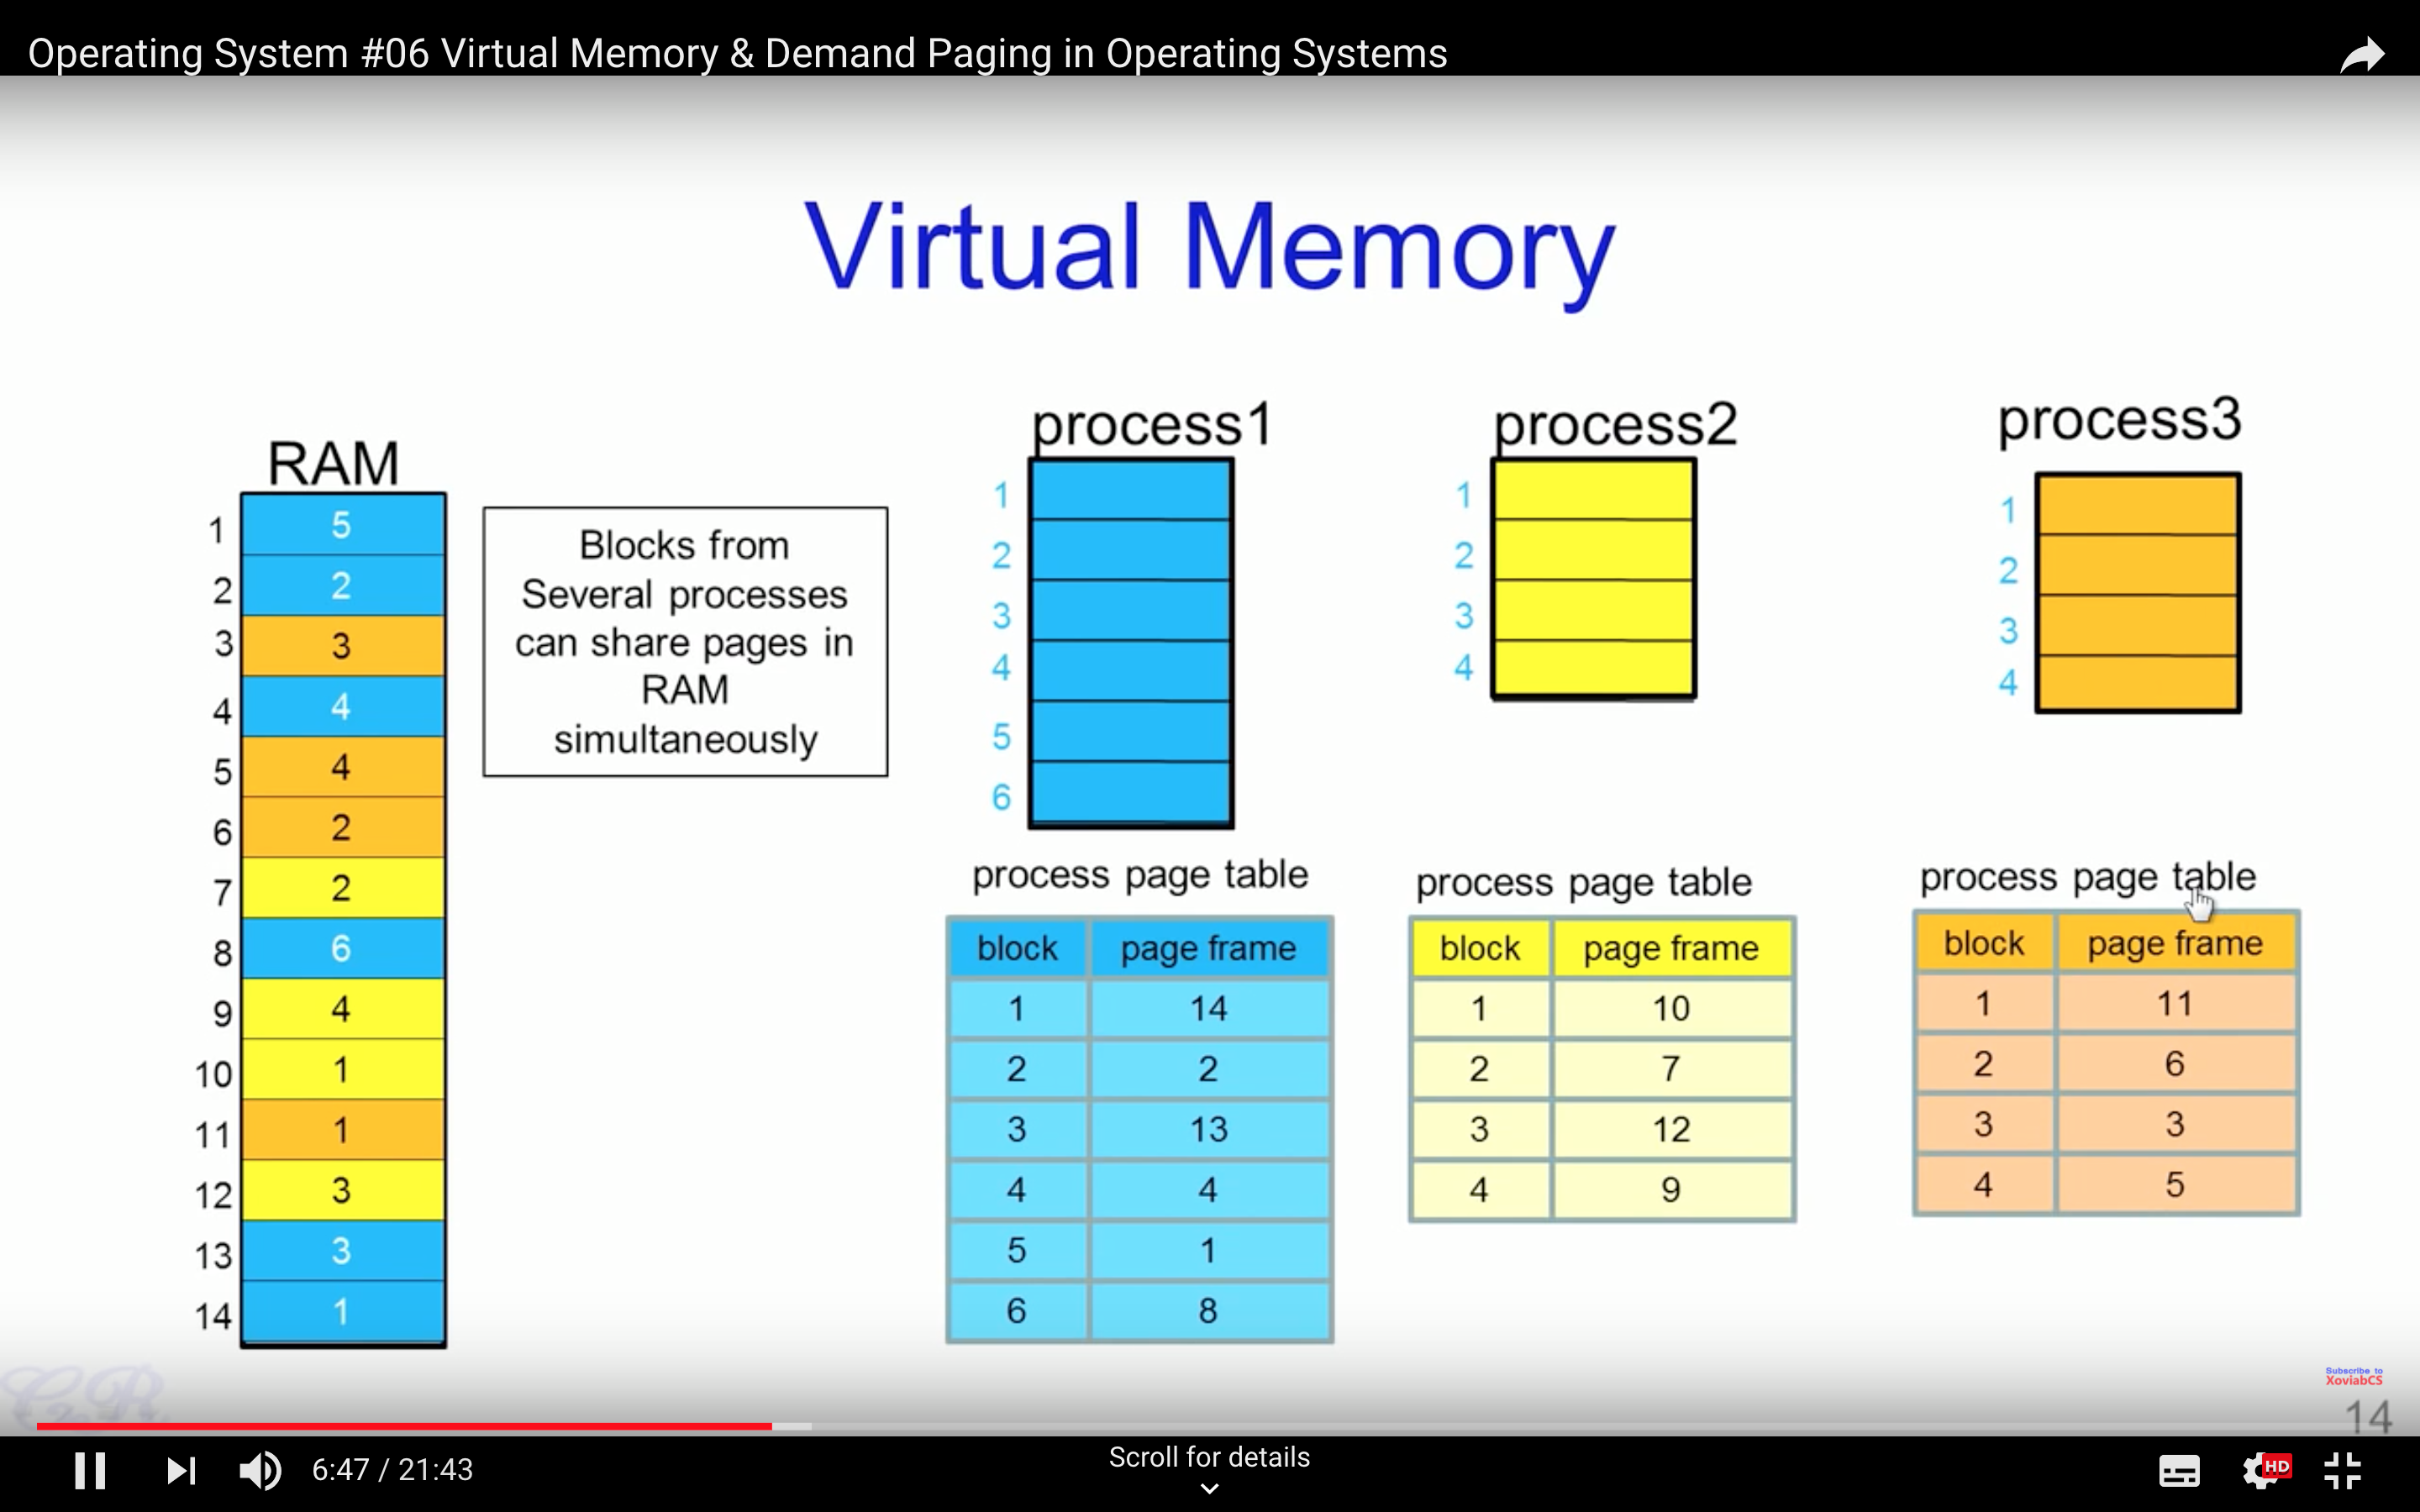 Operating System #06 Virtual Memory & Demand Paging in Operating Systems
Virtual Memory
RAM
1 5
2 2
3 3
4 4
5 4
6 2
7 2
8 6
9 4
10 1
11 1
12 3
13 3
14 1
Blocks from
Several processes
can share pages in
RAM
simultaneously
process1
1
2
3
4
5
6
process page table
block page frame
1 14
2 2
3 13
4 4
5 1
6 8
process2
1
2
3
4
process page table
block page frame
1 10
2 7
3 12
4 9
process3
1
2
3
4
process page table
block page frame
1 11
2 6
3 3
4 5
Subscribe to
XoviabCS
14
6:47 / 21:43
Scroll for details
HD